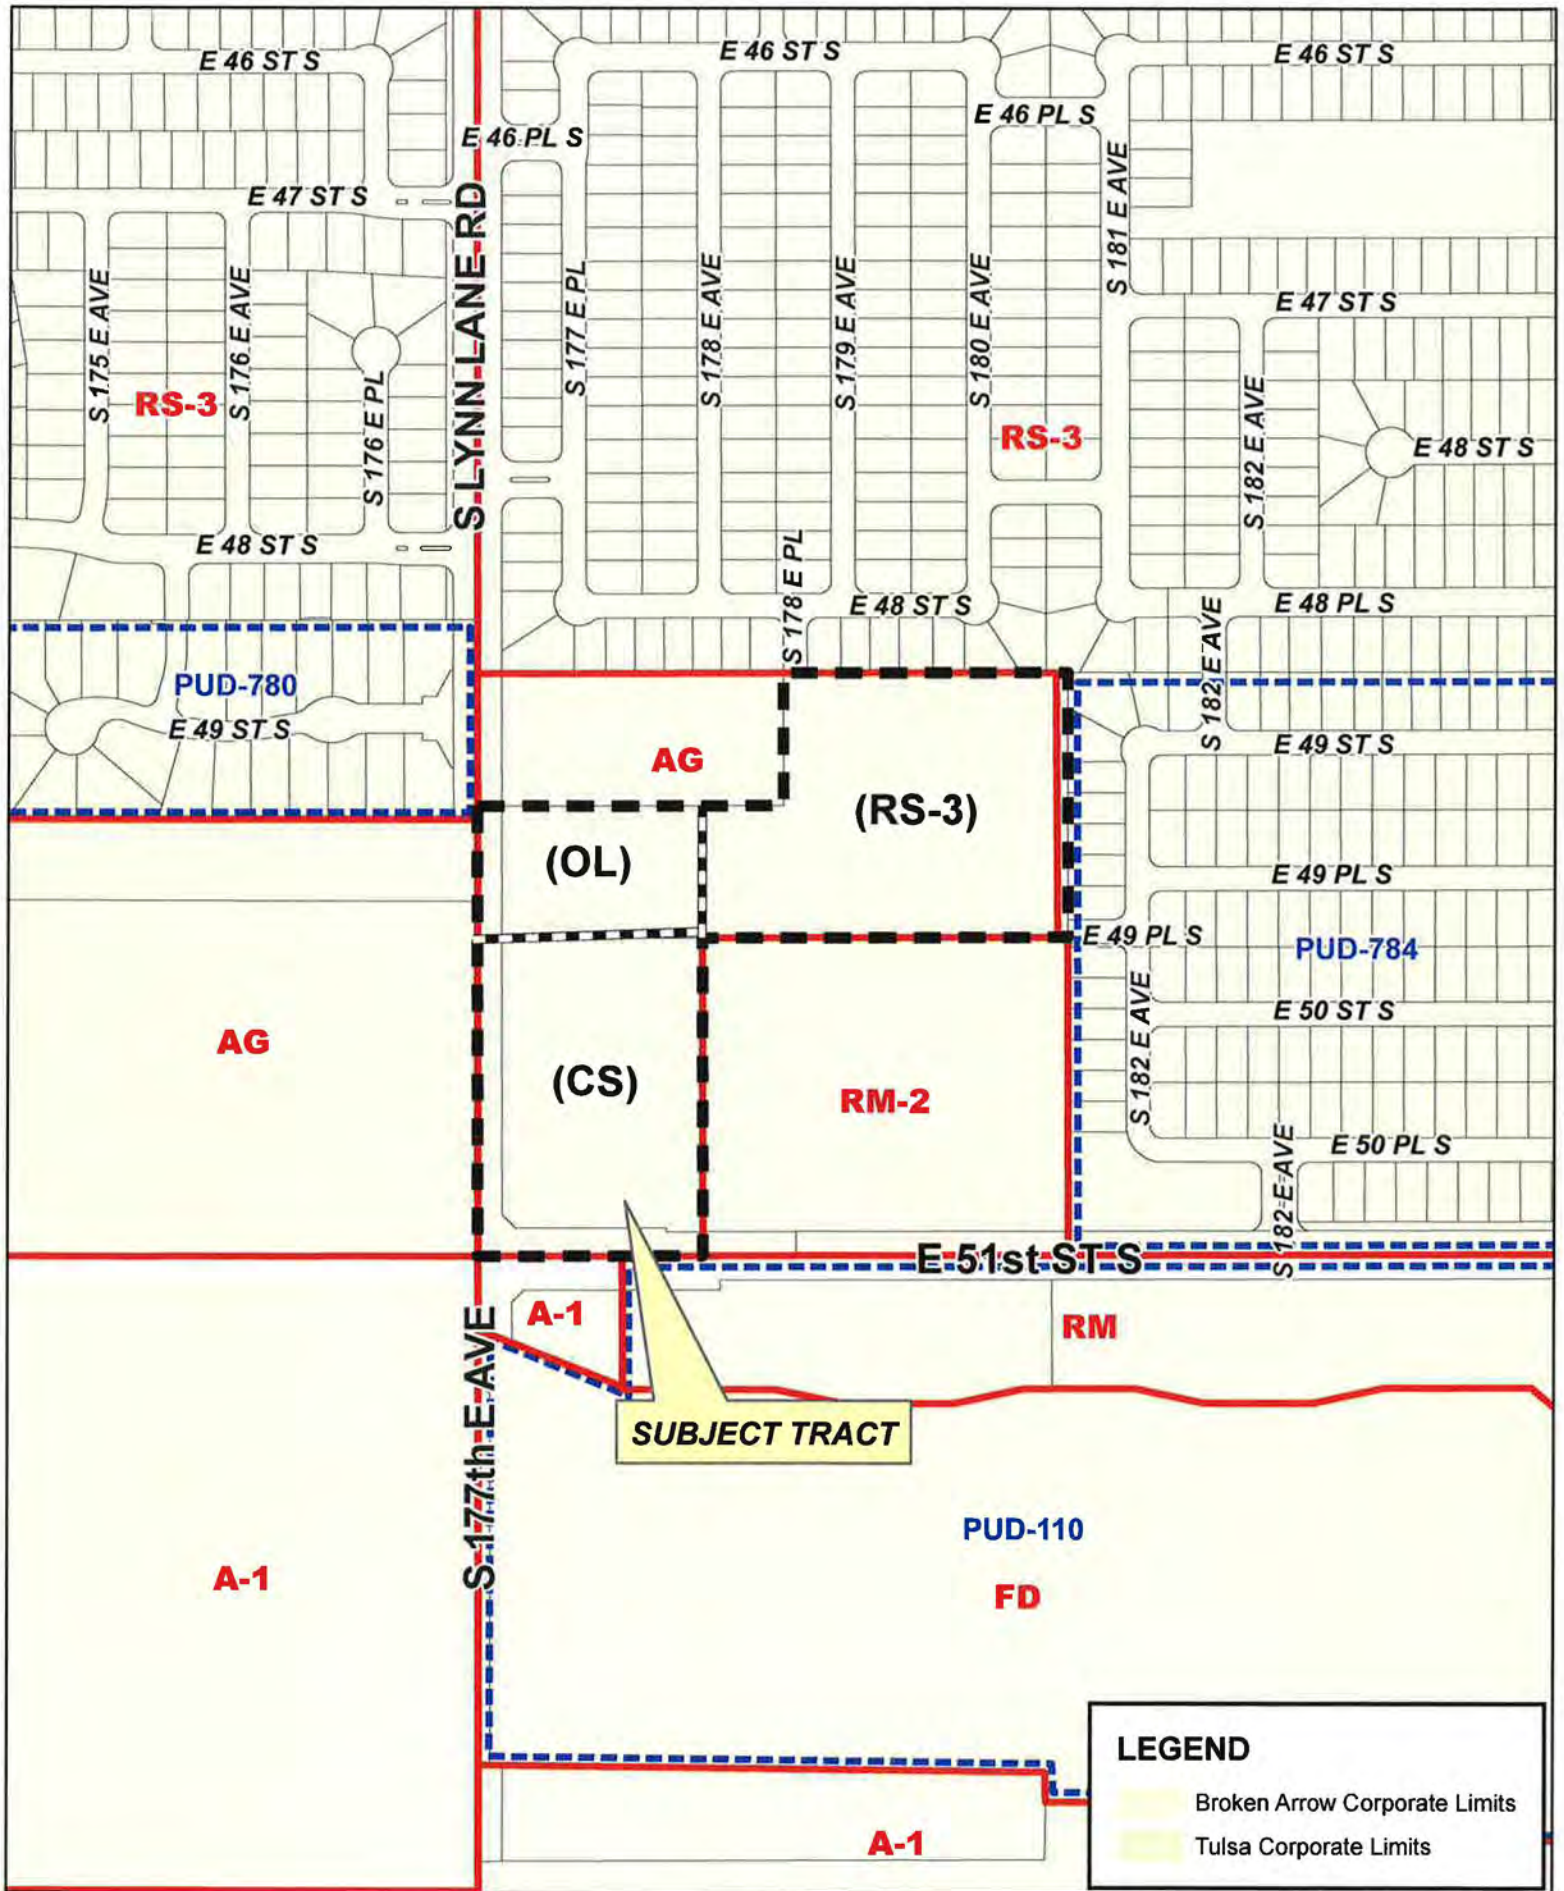 E 46 ST S
E 46 ST S
E 46 ST S
E 46 PL S
E 46 PL S
S 181 E AVE
E 47 ST S
S LYNN LANE RD
S 175 E AVE
S 176 E AVE
S 177 E PL
S 178 E AVE
S 179 E AVE
S 180 E AVE
E 47 ST S
RS-3
S 176 E PL
RS-3
S 182 E AVE
E 48 ST S
E 48 ST S
S 178 E PL
E 48 ST S
E 48 PL S
S 182 E AVE
PUD-780
E 49 ST S
AG
E 49 ST S
(RS-3)
(OL)
E 49 PL S
E 49 PL S
PUD-784
AG
(CS)
RM-2
S 182 E AVE
E 50 ST S
E 50 PL S
S 182 E AVE
E 51st ST S
A-1
RM
S 177th E AVE
SUBJECT TRACT
PUD-110
A-1
FD
LEGEND
Broken Arrow Corporate Limits
Tulsa Corporate Limits
A-1